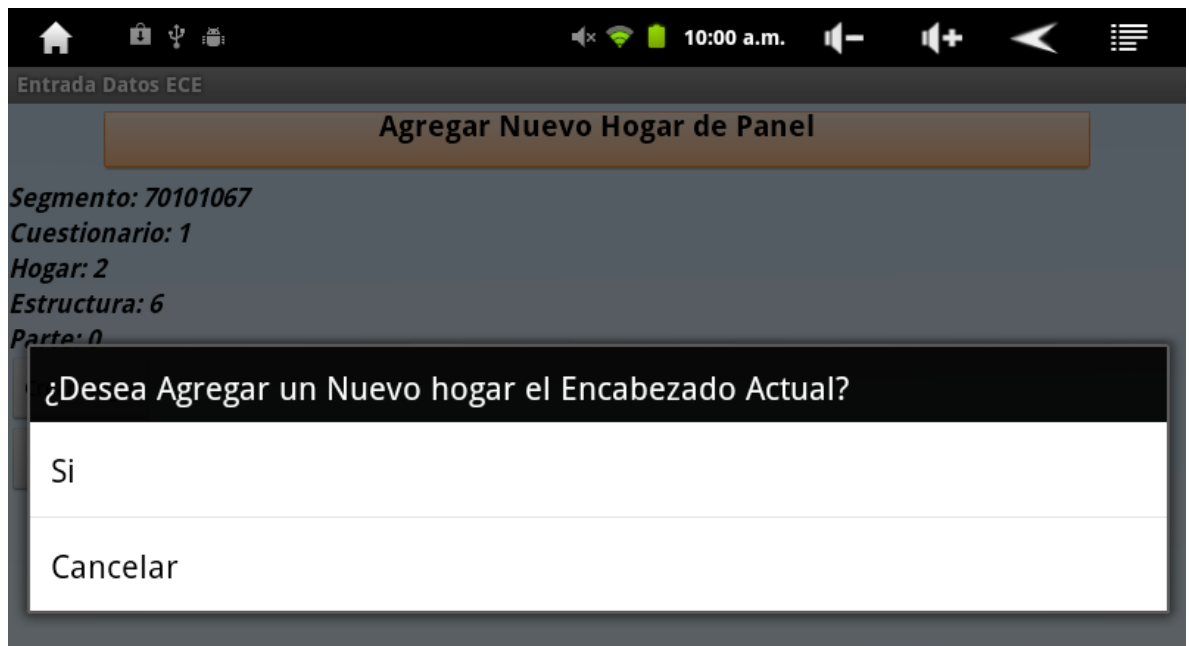 10:00 a.m.
Entrada Datos ECE
Agregar Nuevo Hogar de Panel
Segmento: 70101067
Cuestionario: 1
Hogar: 2
Estructura: 6
Parte: 0
¿Desea Agregar un Nuevo hogar el Encabezado Actual?
Si
Cancelar